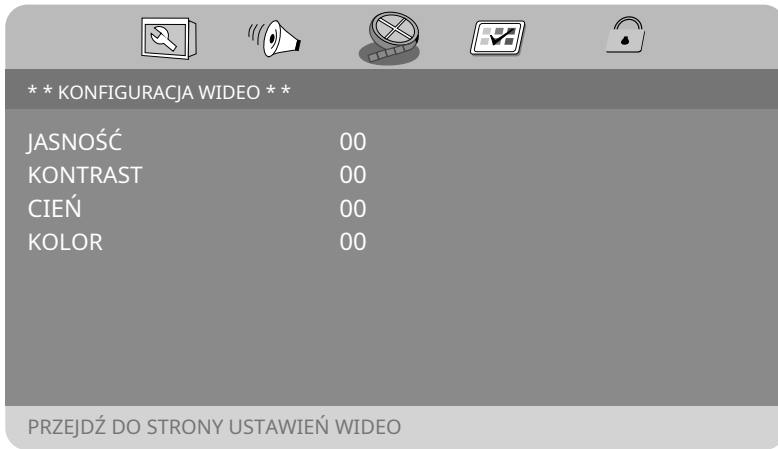 * * KONFIGURACJA WIDEO * *
JASNOŚĆ 00
KONTRAST 00
CIEŃ 00
KOLOR 00
PRZEJDŹ DO STRONY USTAWIEŃ WIDEO